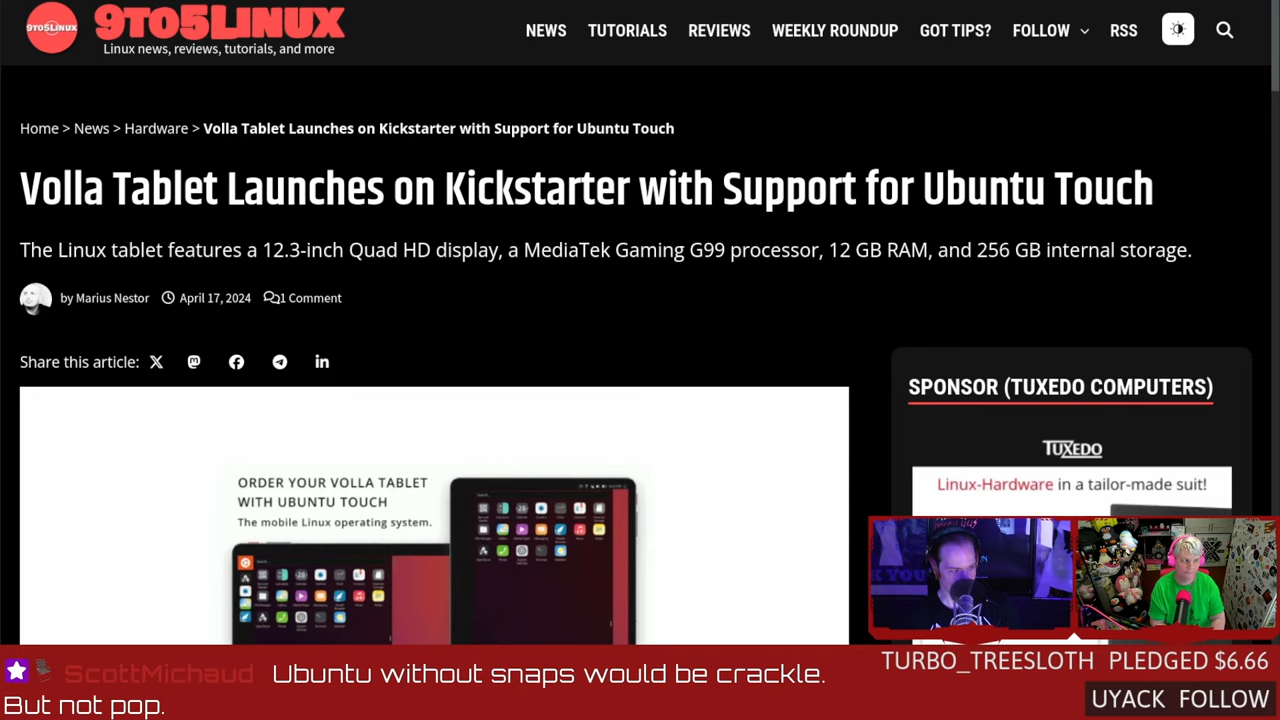 9TO5LINUX
9TO5LINUX
Linux news, reviews, tutorials, and more
NEWS TUTORIALS REVIEWS WEEKLY ROUNDUP GOT TIPS? FOLLOW RSS
Home > News > Hardware > Volla Tablet Launches on Kickstarter with Support for Ubuntu Touch
Volla Tablet Launches on Kickstarter with Support for Ubuntu Touch
The Linux tablet features a 12.3-inch Quad HD display, a MediaTek Gaming G99 processor, 12 GB RAM, and 256 GB internal storage.
by Marius Nestor April 17, 2024 1 Comment
Share this article:
SPONSOR (TUXEDO COMPUTERS)
TUXEDO
Linux-Hardware in a tailor-made suit!
ORDER YOUR VOLLA TABLET
WITH UBUNTU TOUCH
The mobile Linux operating system.
ScottMichaud Ubuntu without snaps would be crackle.
But not pop.
TURBO_TREESLOTH PLEDGED $6.66
UYACK FOLLOW